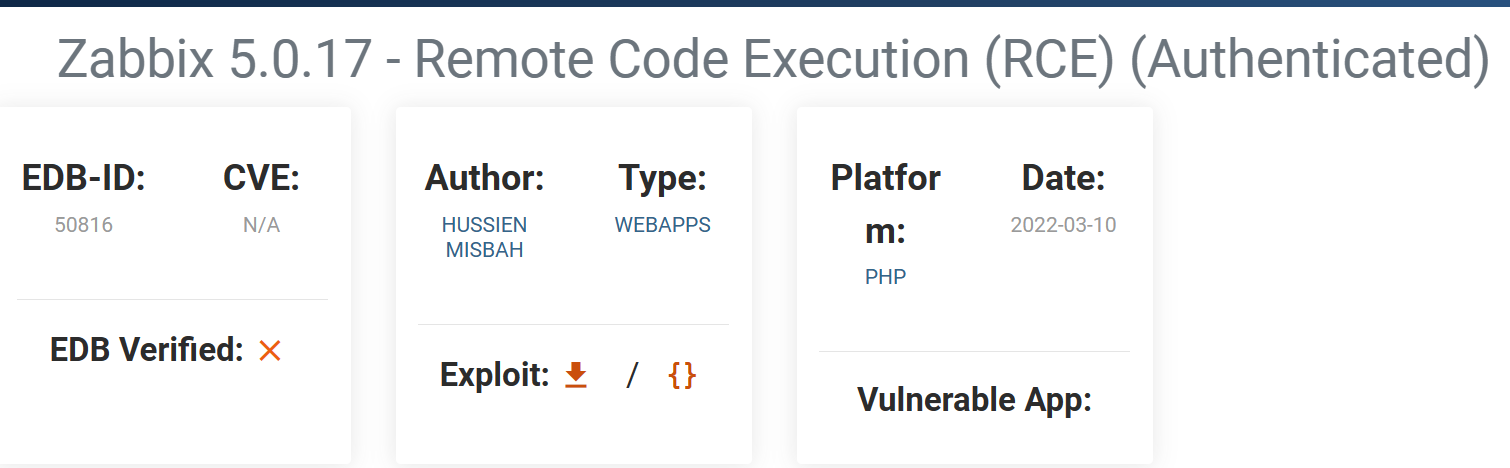 Zabbix 5.0.17 - Remote Code Execution (RCE) (Authenticated)
EDB-ID:
50816
CVE:
N/A
EDB Verified:
Author:
HUSSIEN
MISBAH
Type:
WEBAPPS
Exploit:
/
{}
Platfor
m:
PHP
Date:
2022-03-10
Vulnerable App: